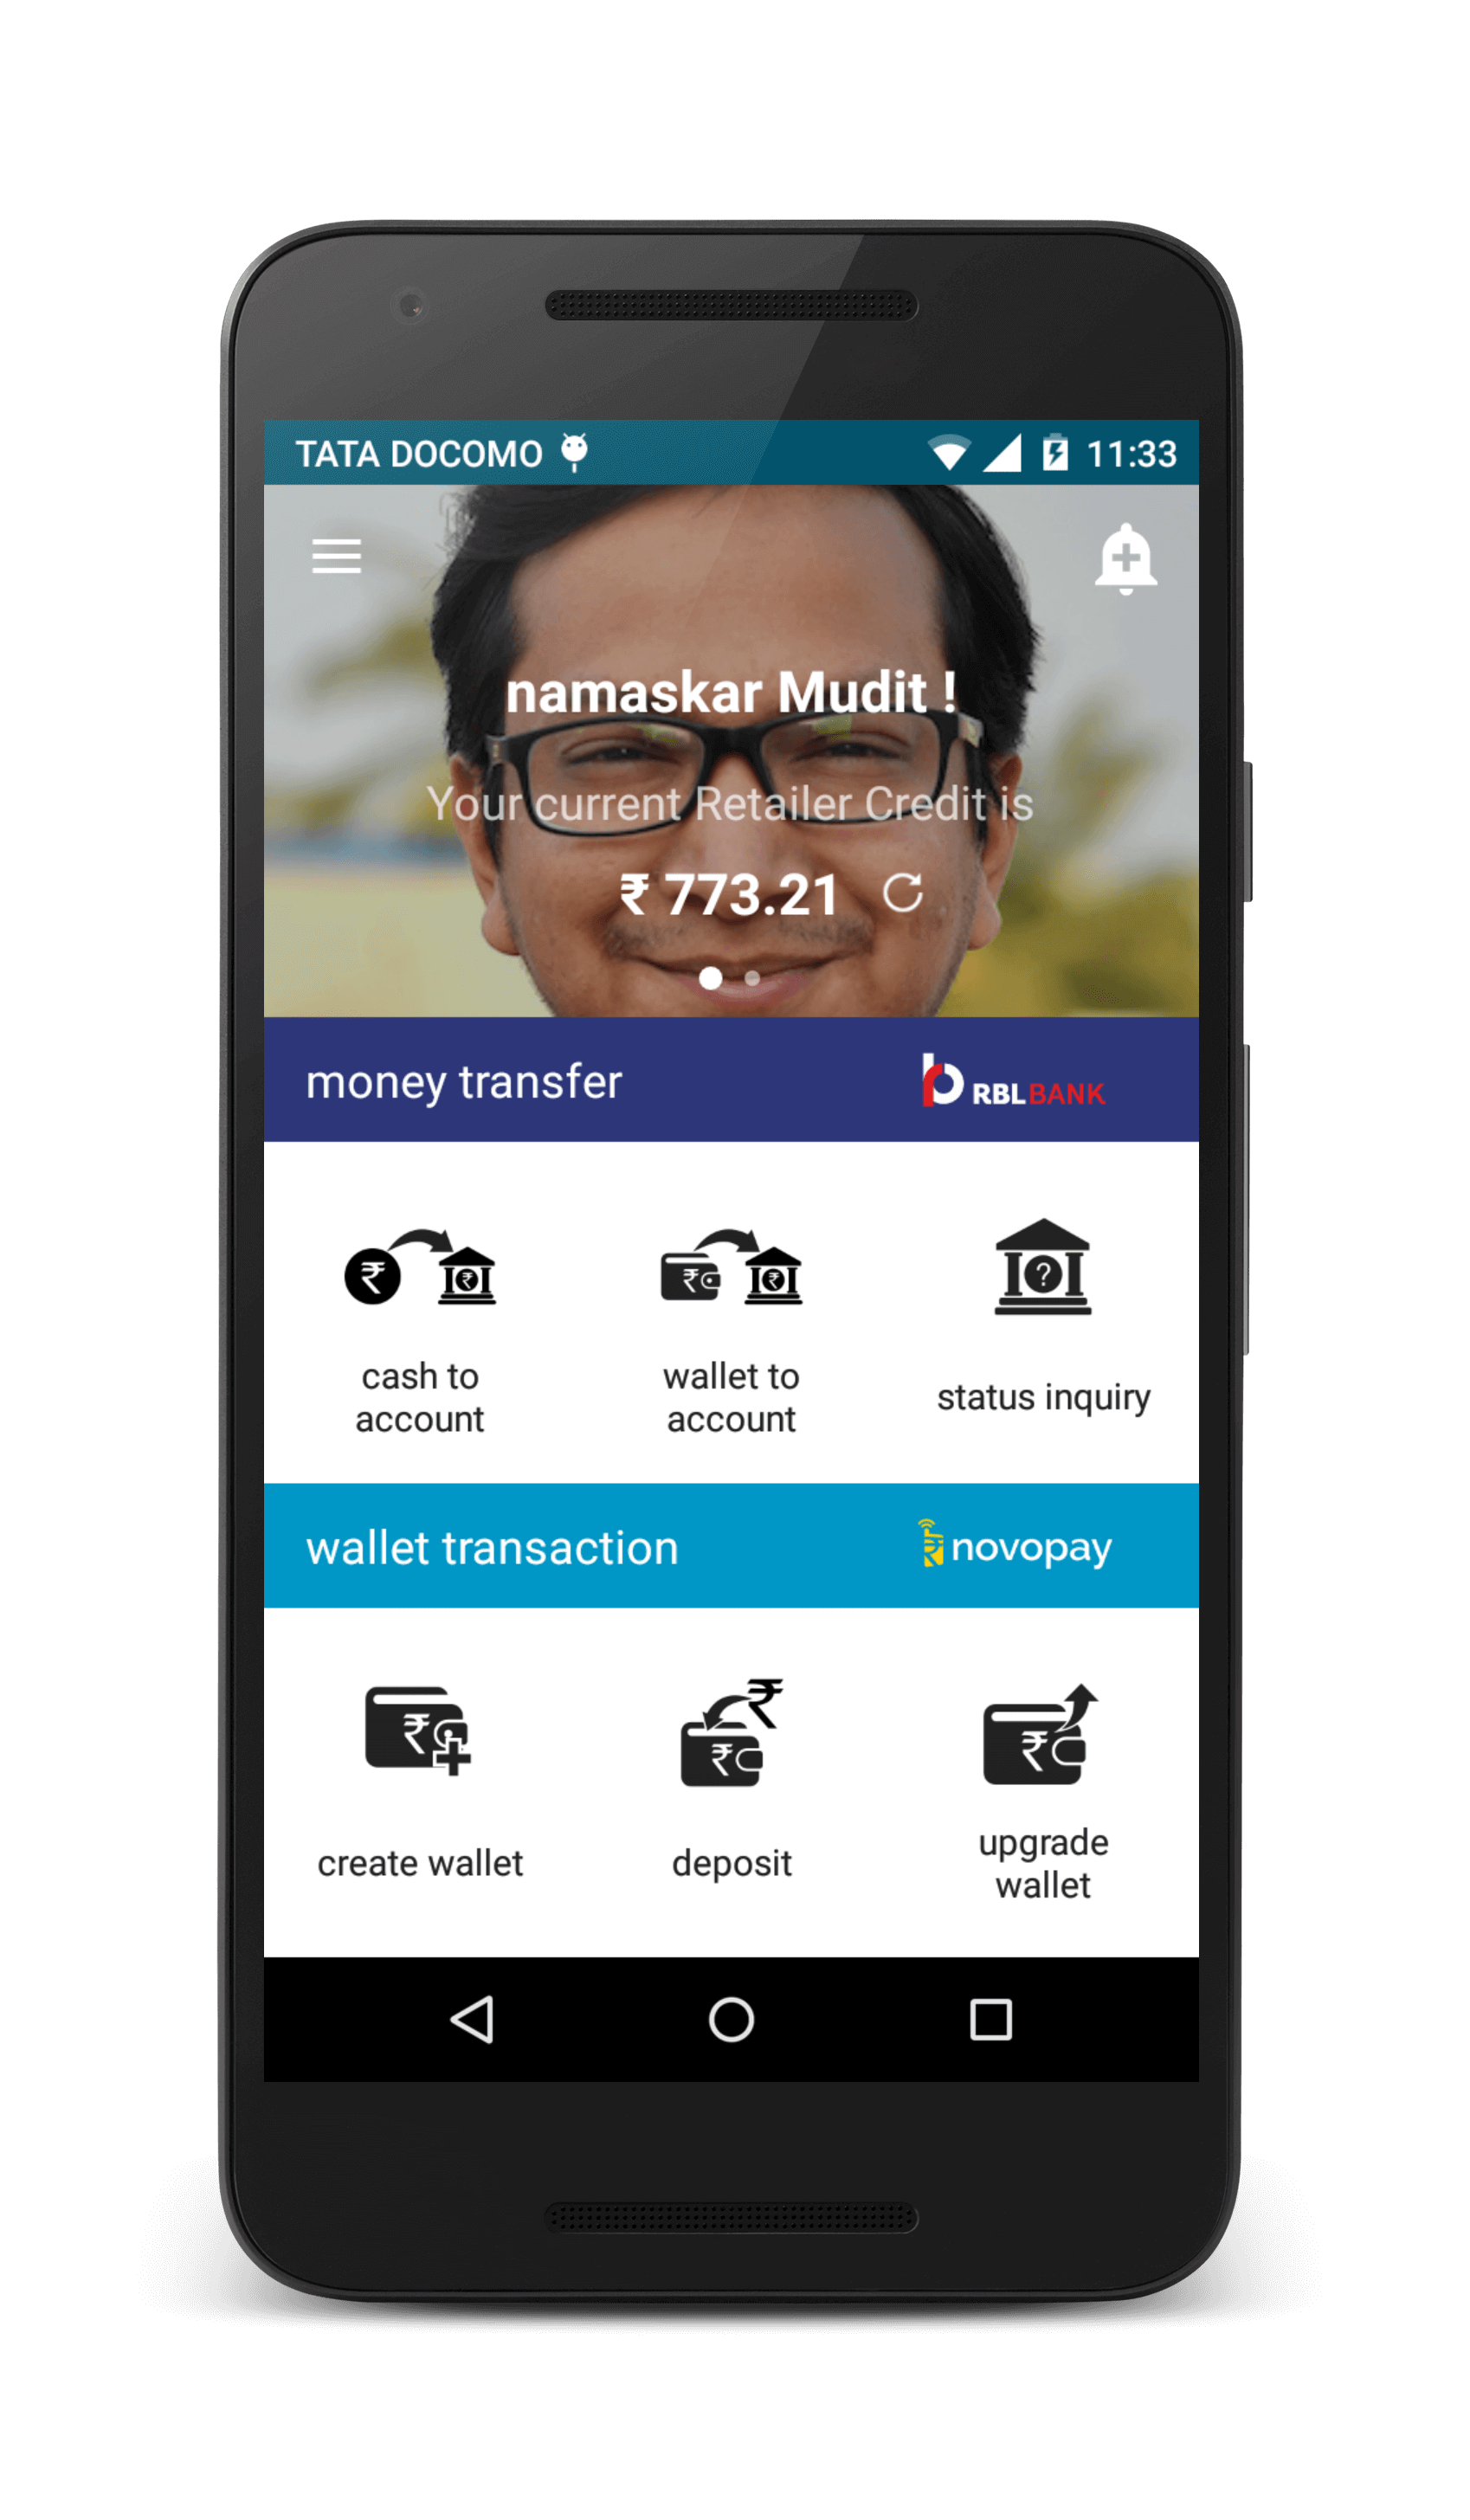 TATA DOCOMO 11:33
namaskar Mudit !
Your current Retailer Credit is
₹ 773.21
money transfer RBL BANK
cash to
account
wallet to
account
status inquiry
wallet transaction novopay
create wallet
deposit
upgrade
wallet